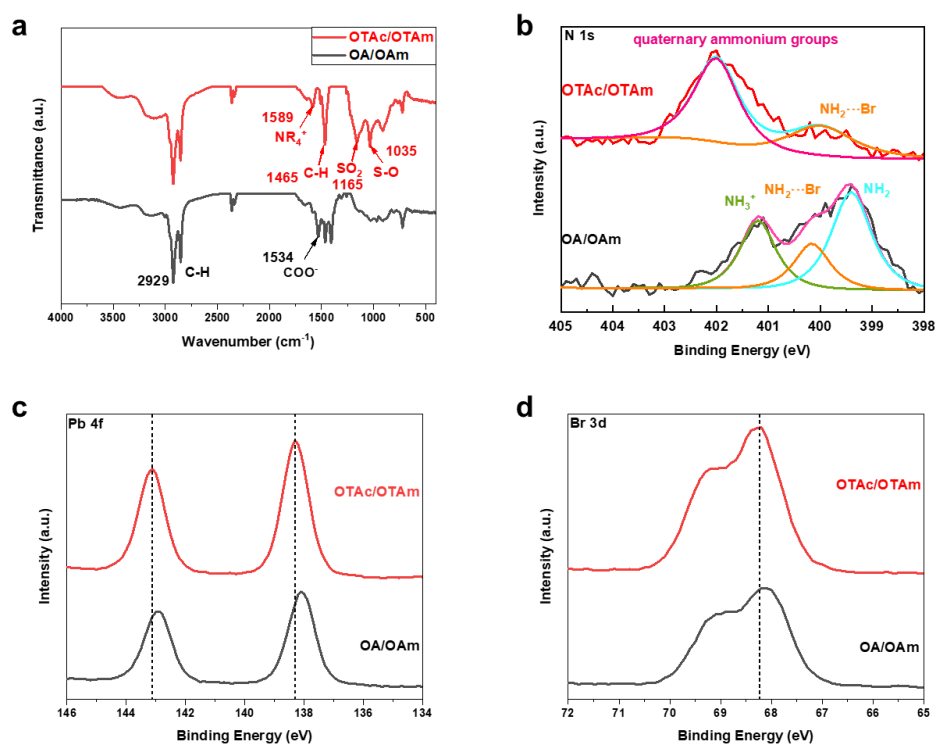 a
OTAc/OTAm
OA/OAm
1589
NR₄⁺
1465
C-H
SO₂
1165
S-O
1035
2929
C-H
1534
COO⁻
Transmittance (a.u.)
4000 3500 3000 2500 2000 1500 1000 500
Wavenumber (cm⁻¹)
b
N 1s
quaternary ammonium groups
OTAc/OTAm
NH₂···Br
NH₃⁺
NH₂···Br
NH₂
OA/OAm
Intensity (a.u.)
405 404 403 402 401 400 399 398
Binding Energy (eV)
c
Pb 4f
OTAc/OTAm
OA/OAm
Intensity (a.u.)
146 144 142 140 138 136 134
Binding Energy (eV)
d
Br 3d
OTAc/OTAm
OA/OAm
Intensity (a.u.)
72 71 70 69 68 67 66 65
Binding Energy (eV)